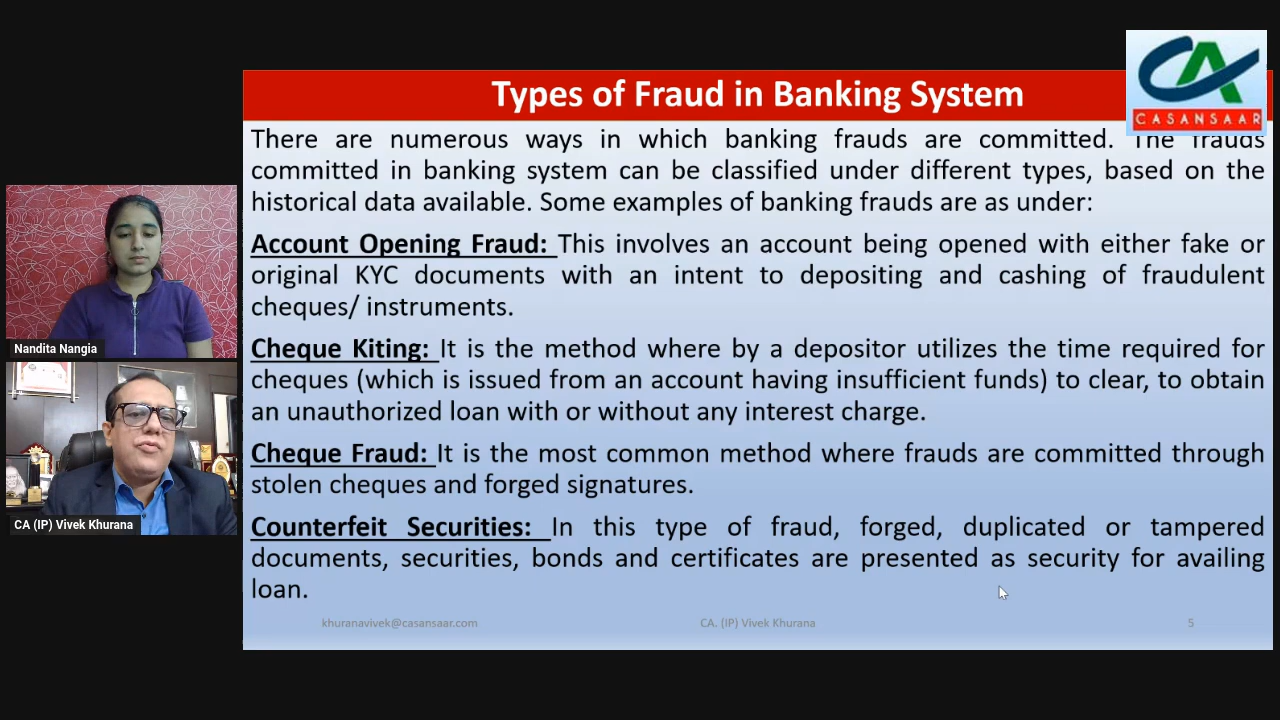 Types of Fraud in Banking System
CASANSAAR
There are numerous ways in which banking frauds are committed. The frauds
committed in banking system can be classified under different types, based on the
historical data available. Some examples of banking frauds are as under:
Account Opening Fraud: This involves an account being opened with either fake or
original KYC documents with an intent to depositing and cashing of fraudulent
cheques/ instruments.
Cheque Kiting: It is the method where by a depositor utilizes the time required for
cheques (which is issued from an account having insufficient funds) to clear, to obtain
an unauthorized loan with or without any interest charge.
Cheque Fraud: It is the most common method where frauds are committed through
stolen cheques and forged signatures.
Counterfeit Securities: In this type of fraud, forged, duplicated or tampered
documents, securities, bonds and certificates are presented as security for availing
loan.
khuranavivek@casansaar.com
CA. (IP) Vivek Khurana
5
Nandita Nangia
CA (IP) Vivek Khurana